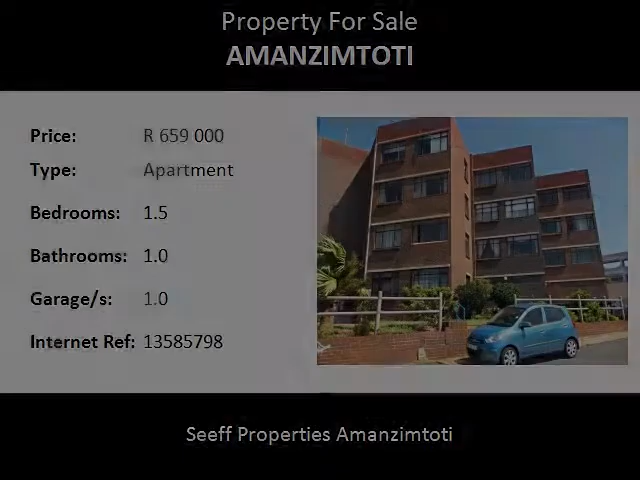 Property For Sale
AMANZIMTOTI
Price: R 659 000
Type: Apartment
Bedrooms: 1.5
Bathrooms: 1.0
Garage/s: 1.0
Internet Ref: 13585798
Seeff Properties Amanzimtoti